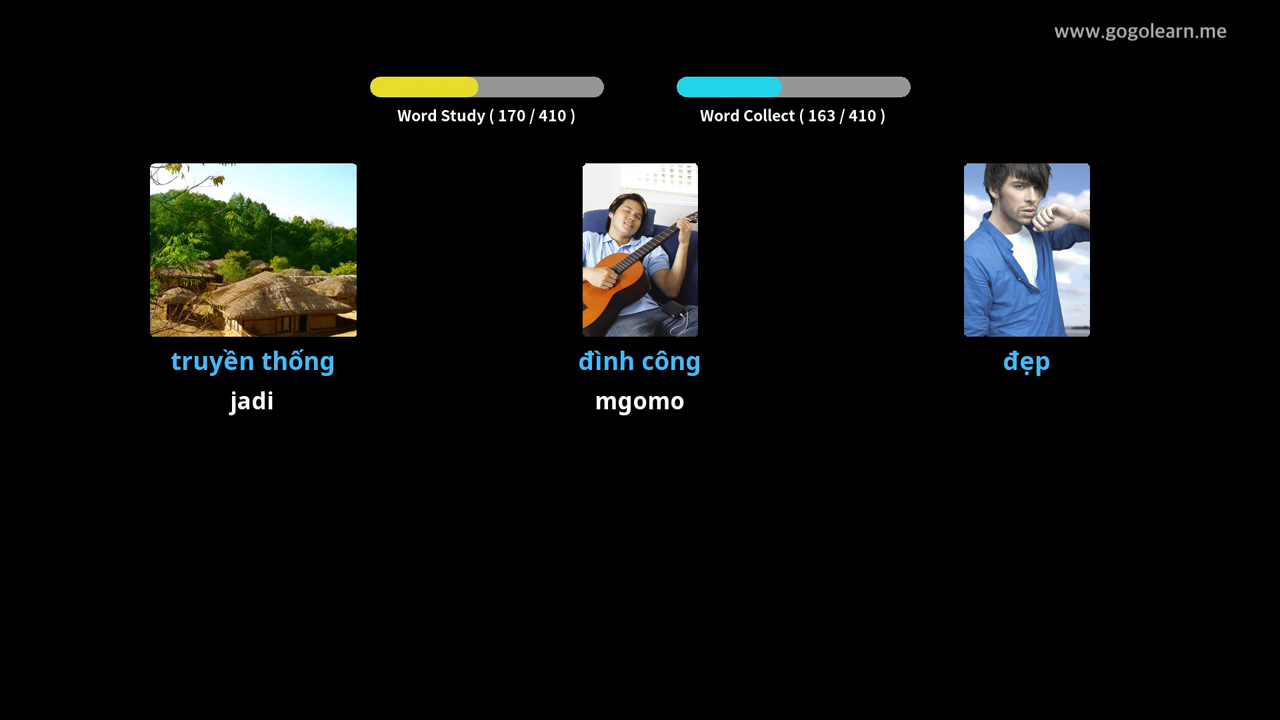 www.gogolearn.me
Word Study ( 170 / 410 )
Word Collect ( 163 / 410 )
truyền thống
jadi
đình công
mgomo
đẹp